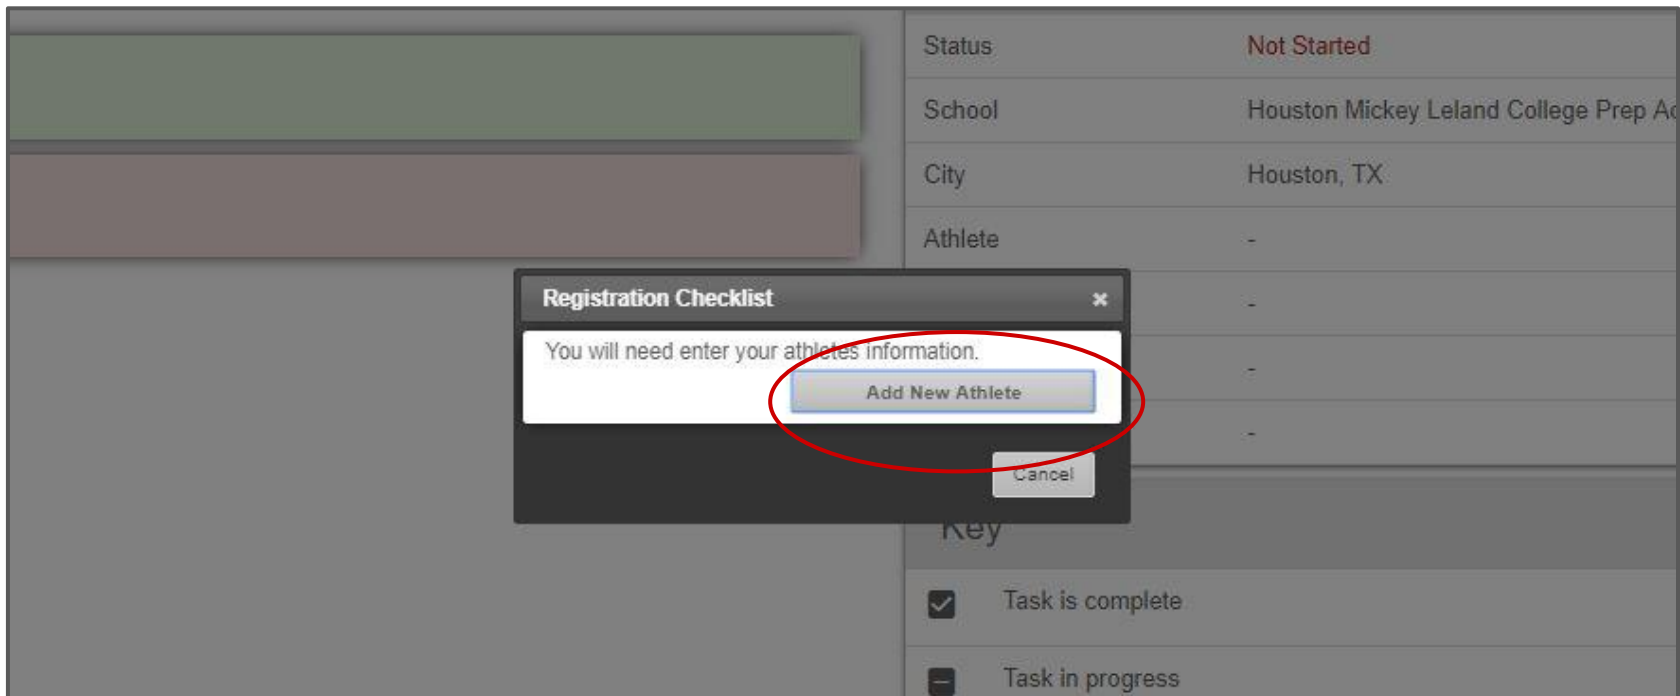 Status Not Started
School Houston Mickey Leland College Prep
City Houston, TX
Athlete -
-
-
-
Registration Checklist ×
You will need enter your athletes information.
Add New Athlete
Cancel
Key
Task is complete
Task in progress